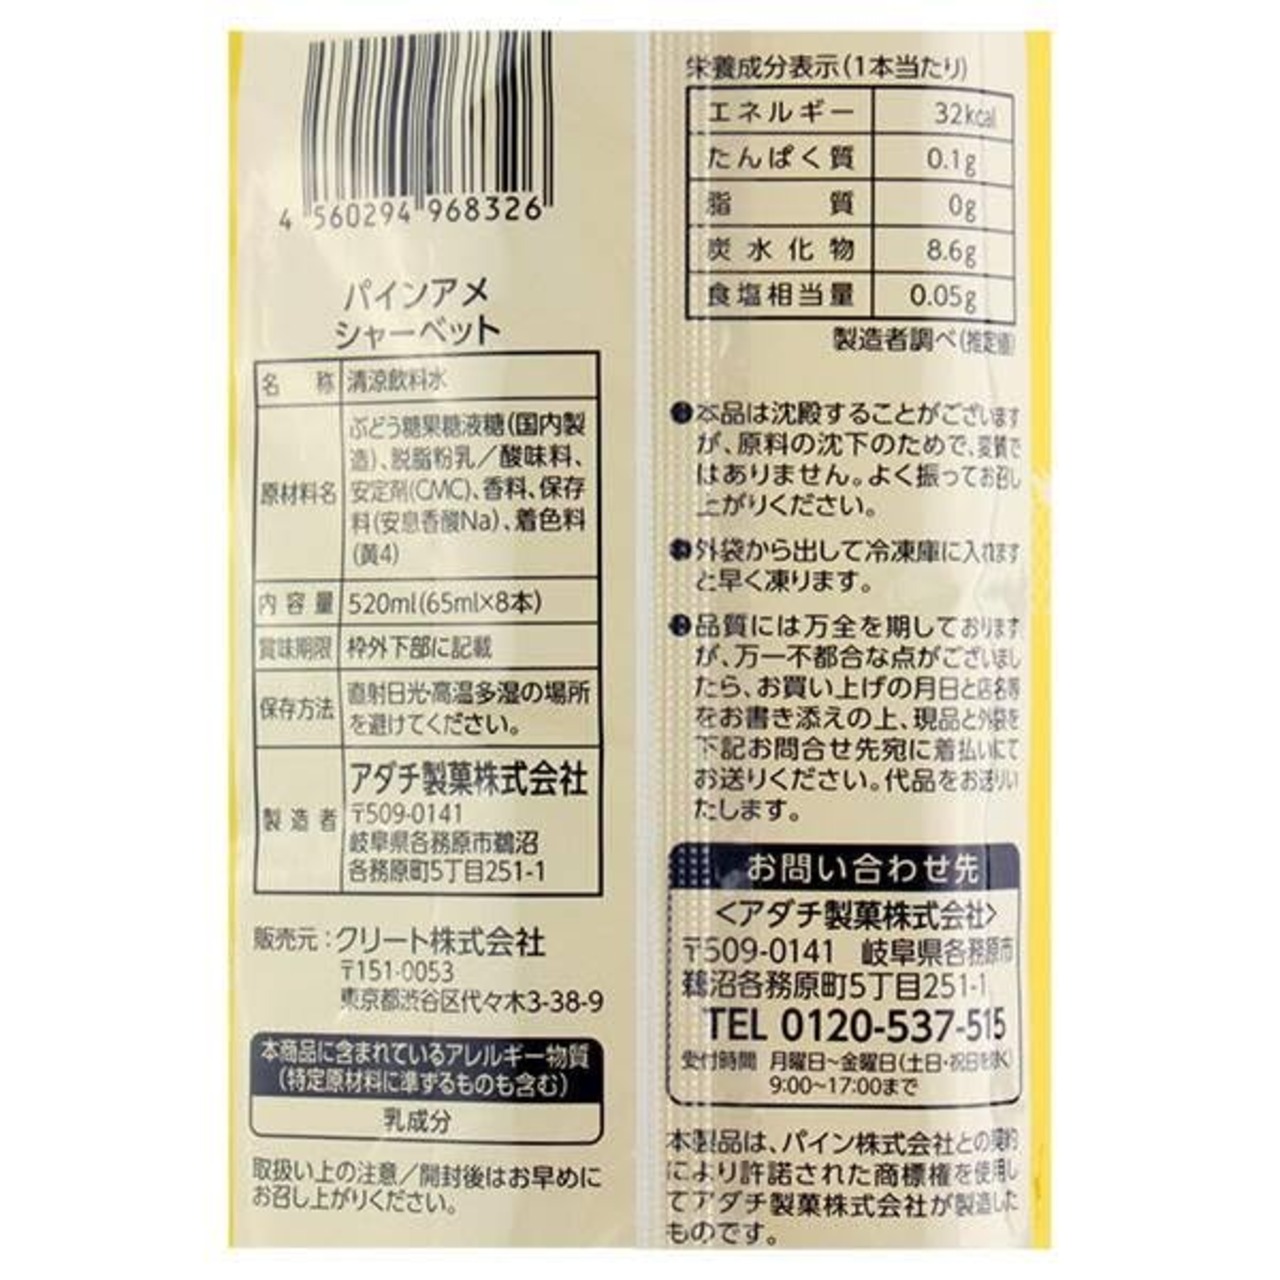 4 560294 968326
パインアメ
シャーベット
名称 清涼飲料水
原材料名 ぶどう糖果糖液糖(国内製
造)、脱脂粉乳/酸味料、
安定剤(CMC)、香料、保存
料(安息香酸Na)、着色料
(黄4)
内容量 520ml(65ml×8本)
賞味期限 枠外下部に記載
保存方法 直射日光・高温多湿の場所
を避けてください。
製造者 アダチ製菓株式会社
〒509-0141
岐阜県各務原市鵜沼
各務原町5丁目251-1
販売元:クリート株式会社
〒151-0053
東京都渋谷区代々木3-38-9
本商品に含まれているアレルギー物質
(特定原材料に準ずるものも含む)
乳成分
取扱い上の注意/開封後はお早めに
お召し上がりください。
栄養成分表示(1本当たり)
エネルギー 32kcal
たんぱく質 0.1g
脂質 0g
炭水化物 8.6g
食塩相当量 0.05g
製造者調べ(推定値)
●本品は沈殿することがございます
が、原料の沈下のためで、変質で
はありません。よく振ってお召し
上がりください。
●外袋から出して冷凍庫に入れます
と早く凍ります。
●品質には万全を期しております
が、万一不都合な点がございまし
たら、お買い上げの月日と店名等
をお書き添えの上、現品と外袋を
下記お問合せ先宛に着払いにて
お送りください。代品をお送りい
たします。
お問い合わせ先
<アダチ製菓株式会社>
〒509-0141 岐阜県各務原市
鵜沼各務原町5丁目251-1
TEL 0120-537-515
受付時間 月曜日~金曜日(土日・祝日を除く)
9:00~17:00まで
本製品は、パイン株式会社との契約
により許諾された商標権を使用し
てアダチ製菓株式会社が製造した
ものです。